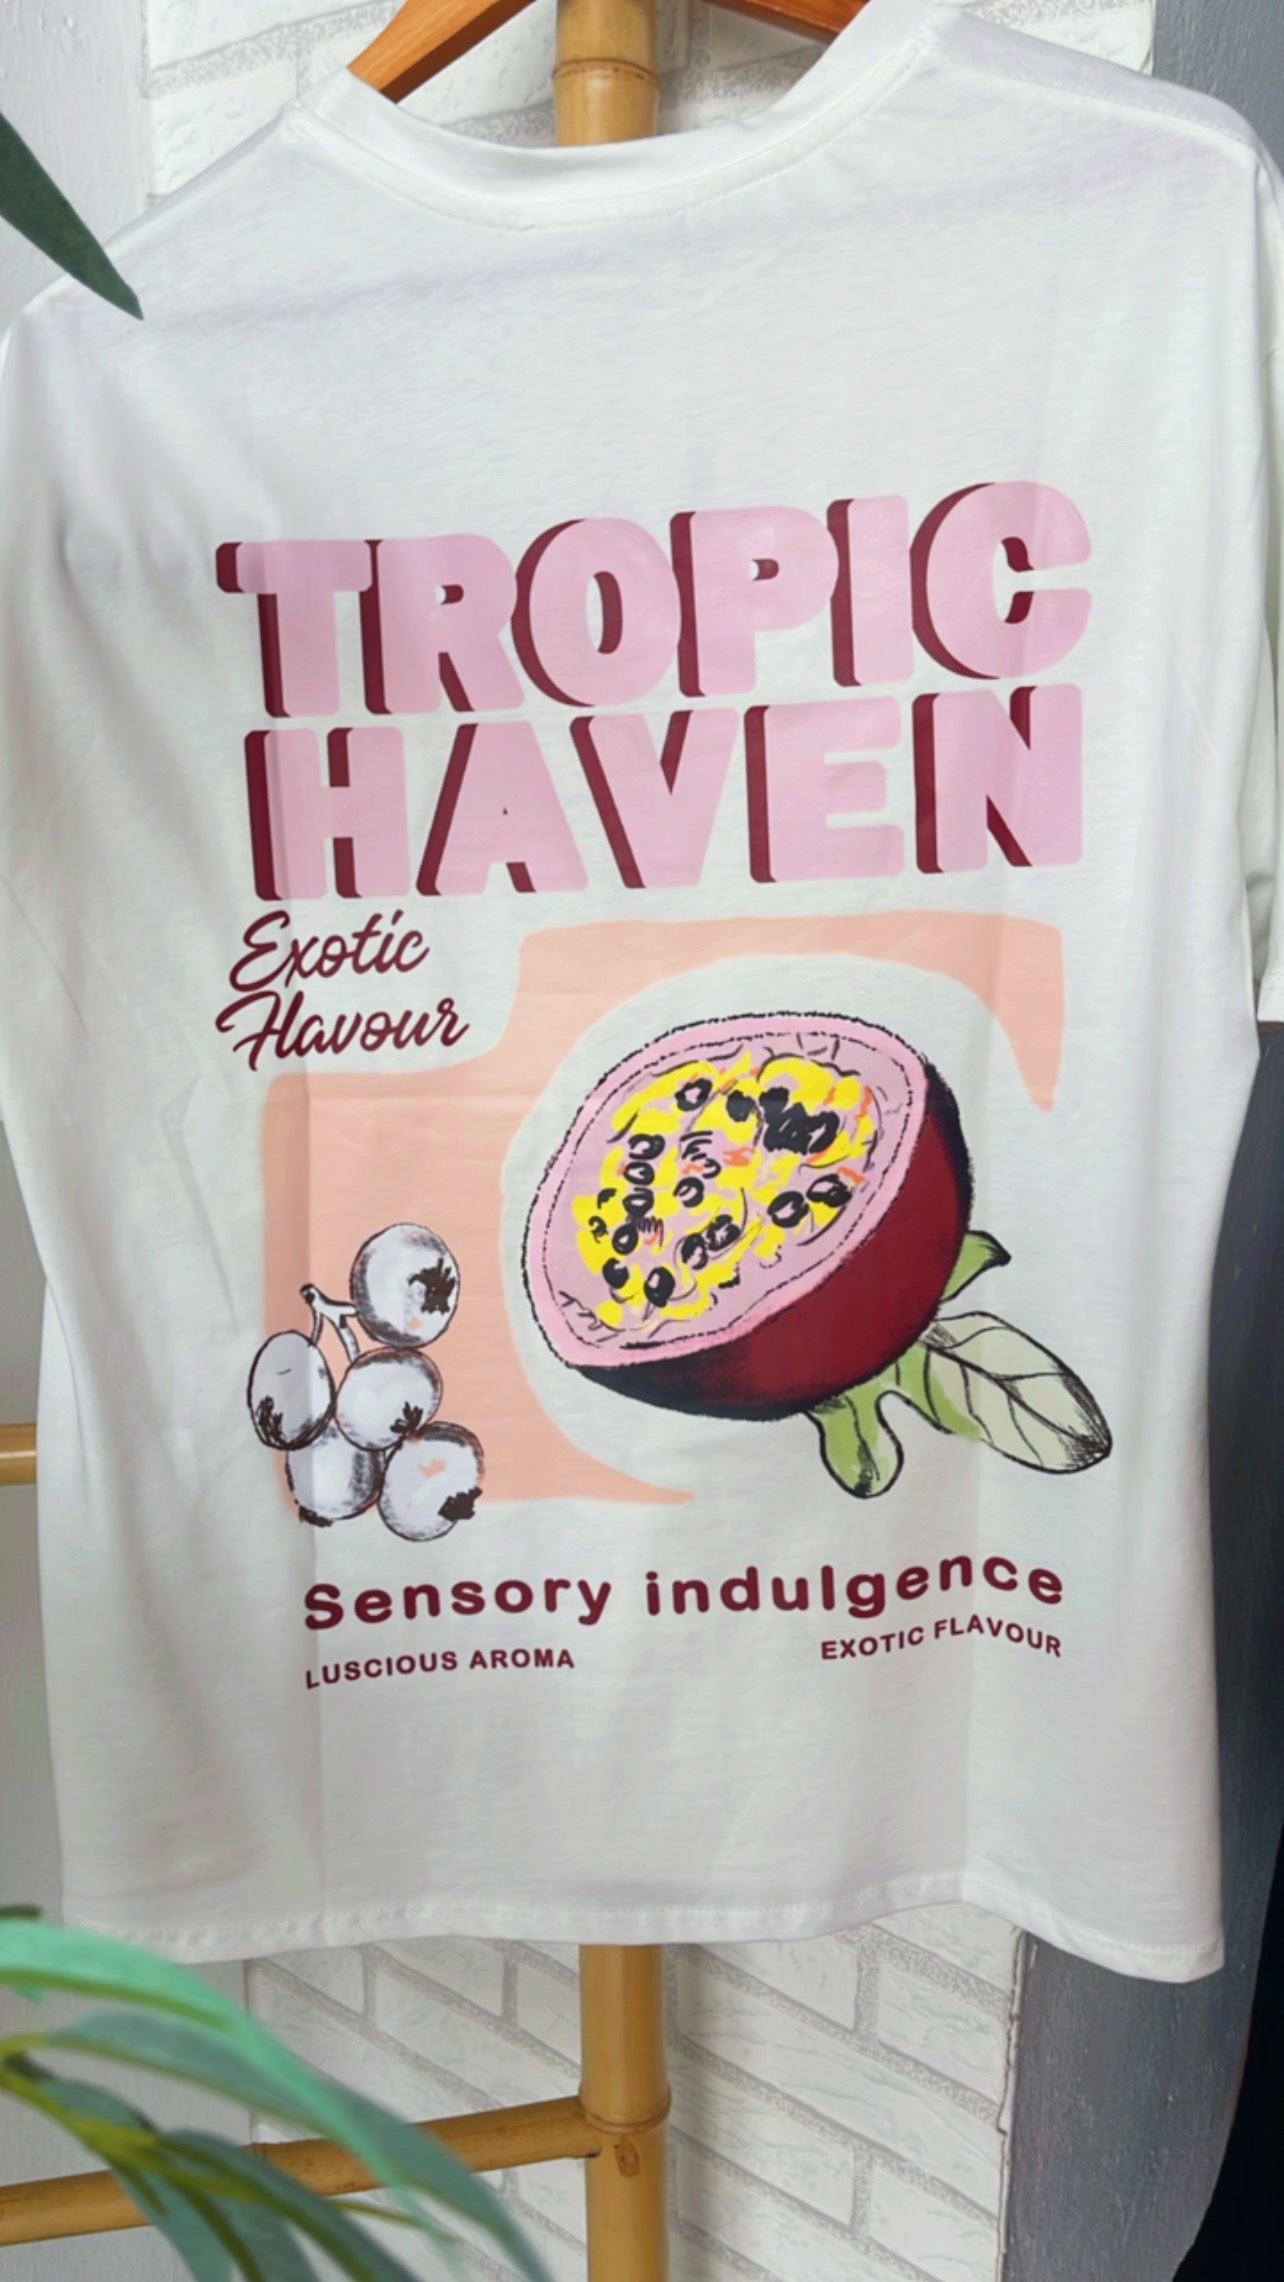 TROPIC
HAVEN
Exotic
Flavour
Sensory indulgence
LUSCIOUS AROMA
EXOTIC FLAVOUR